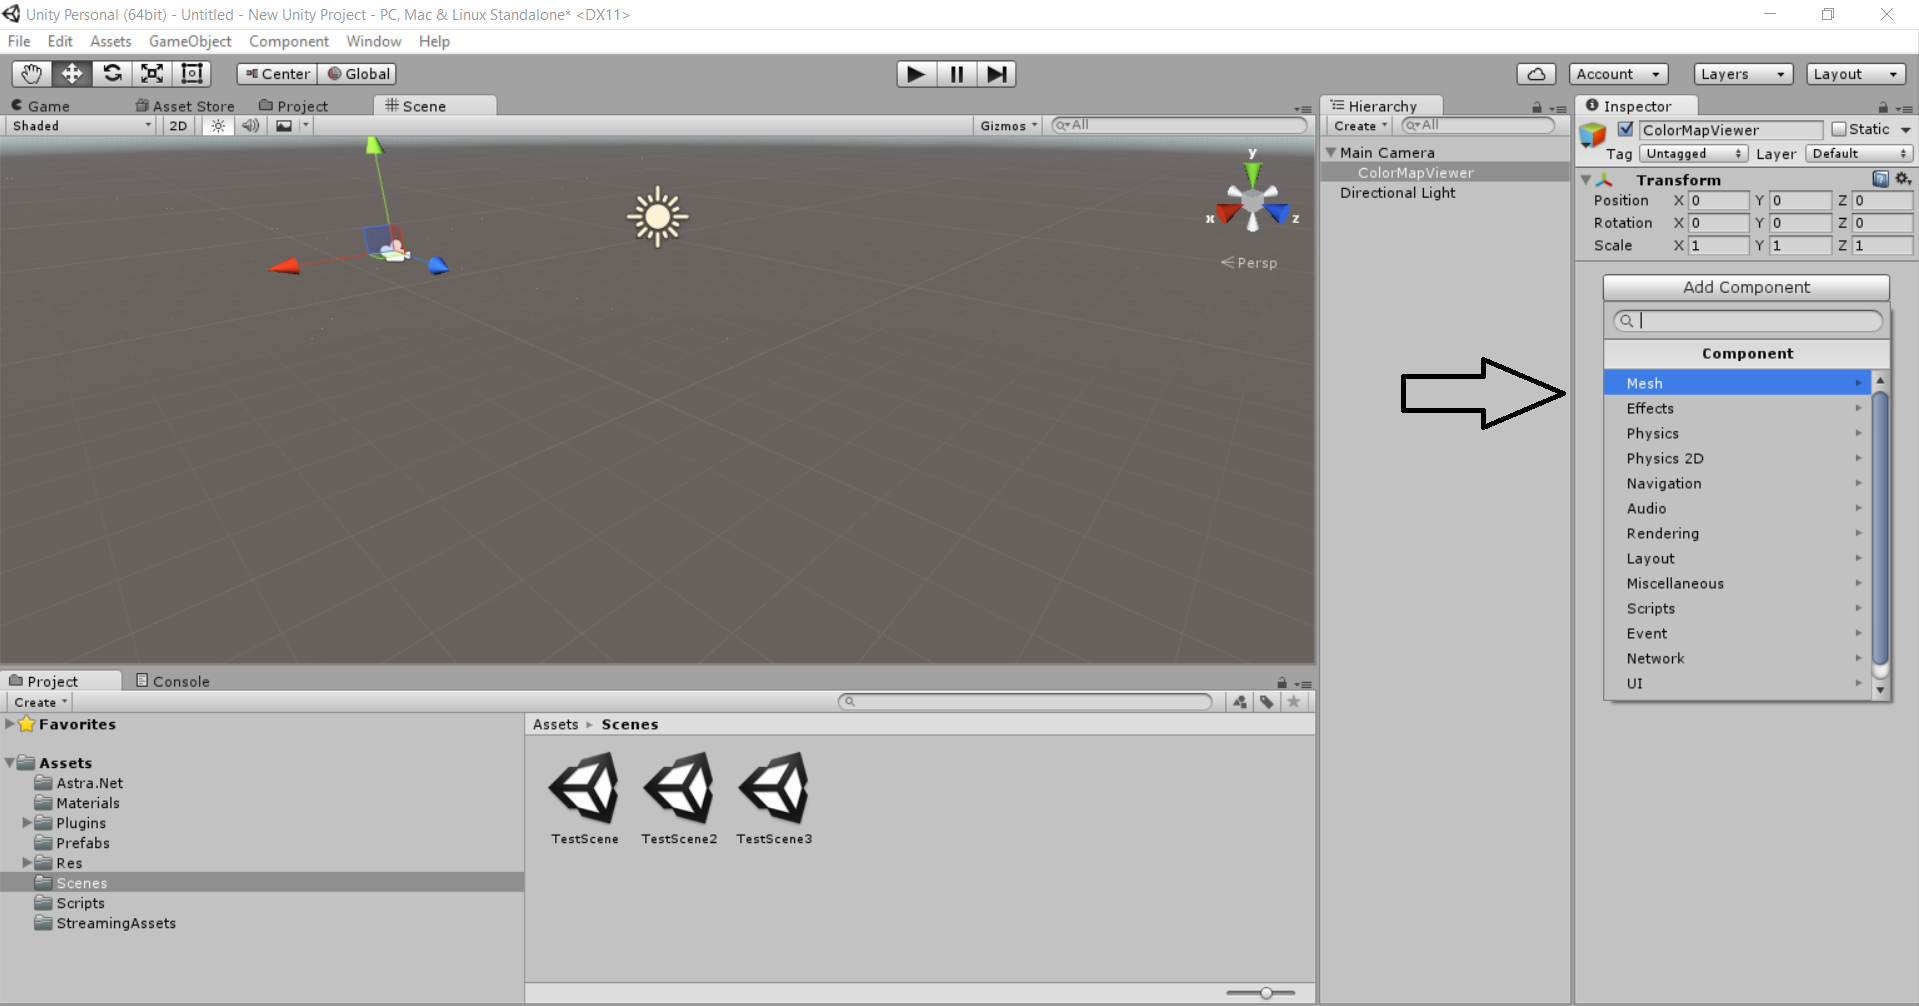 Unity Personal (64bit) - Untitled - New Unity Project - PC, Mac & Linux Standalone* <DX11>
File Edit Assets GameObject Component Window Help
Center Global Account Layers Layout
Game Asset Store Project Scene
Shaded 2D Gizmos All
y
x z
Persp
Hierarchy
Create All
Main Camera
ColorMapViewer
Directional Light
Inspector
ColorMapViewer Static
Tag Untagged Layer Default
Transform
Position X 0 Y 0 Z 0
Rotation X 0 Y 0 Z 0
Scale X 1 Y 1 Z 1
Add Component
Component
Mesh
Effects
Physics
Physics 2D
Navigation
Audio
Rendering
Layout
Miscellaneous
Scripts
Event
Network
UI
Project Console
Create
Favorites
Assets
Astra.Net
Materials
Plugins
Prefabs
Res
Scenes
Scripts
StreamingAssets
Assets Scenes
TestScene TestScene2 TestScene3